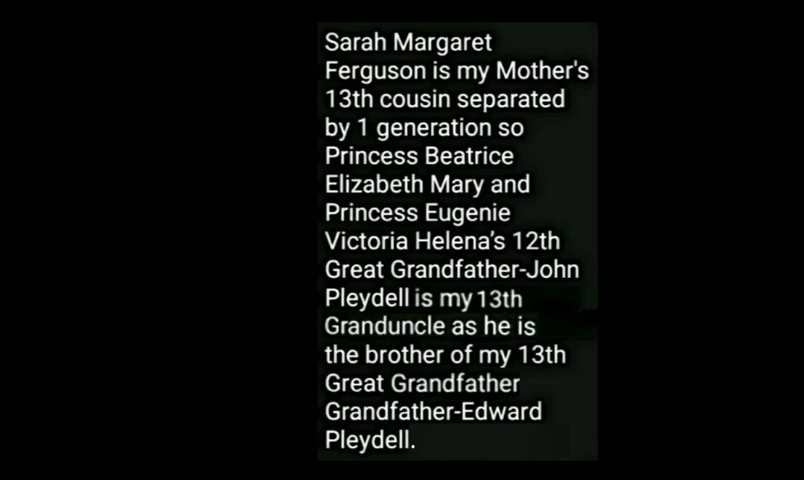 Sarah Margaret
Ferguson is my Mother's
13th cousin separated
by 1 generation so
Princess Beatrice
Elizabeth Mary and
Princess Eugenie
Victoria Helena’s 12th
Great Grandfather-John
Pleydell is my 13th
Granduncle as he is
the brother of my 13th
Great Grandfather
Grandfather-Edward
Pleydell.